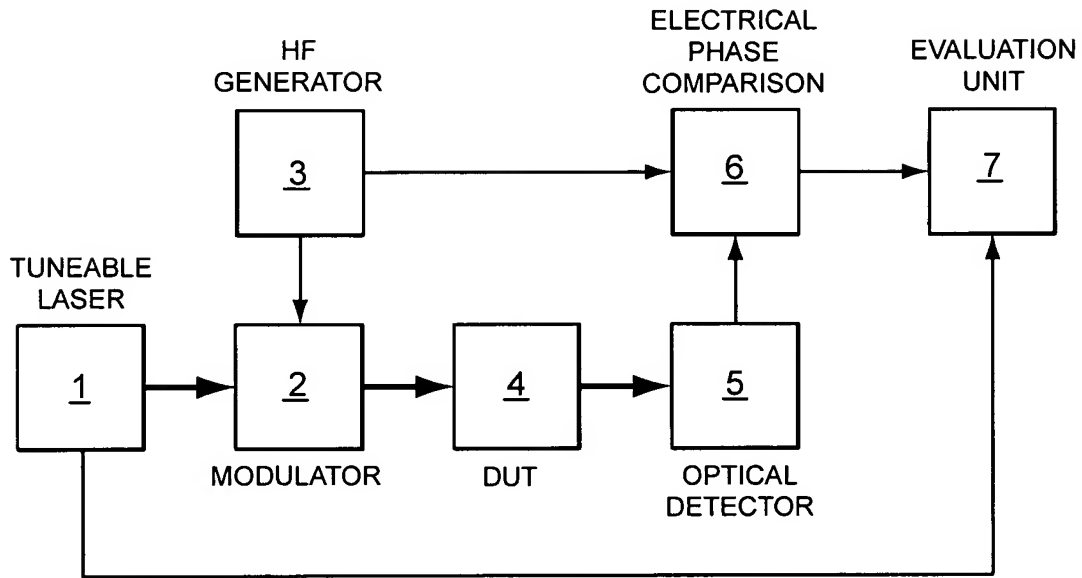 HF
GENERATOR
ELECTRICAL
PHASE
COMPARISON
EVALUATION
UNIT
3
6
7
TUNEABLE
LASER
1
2
4
5
MODULATOR
DUT
OPTICAL
DETECTOR